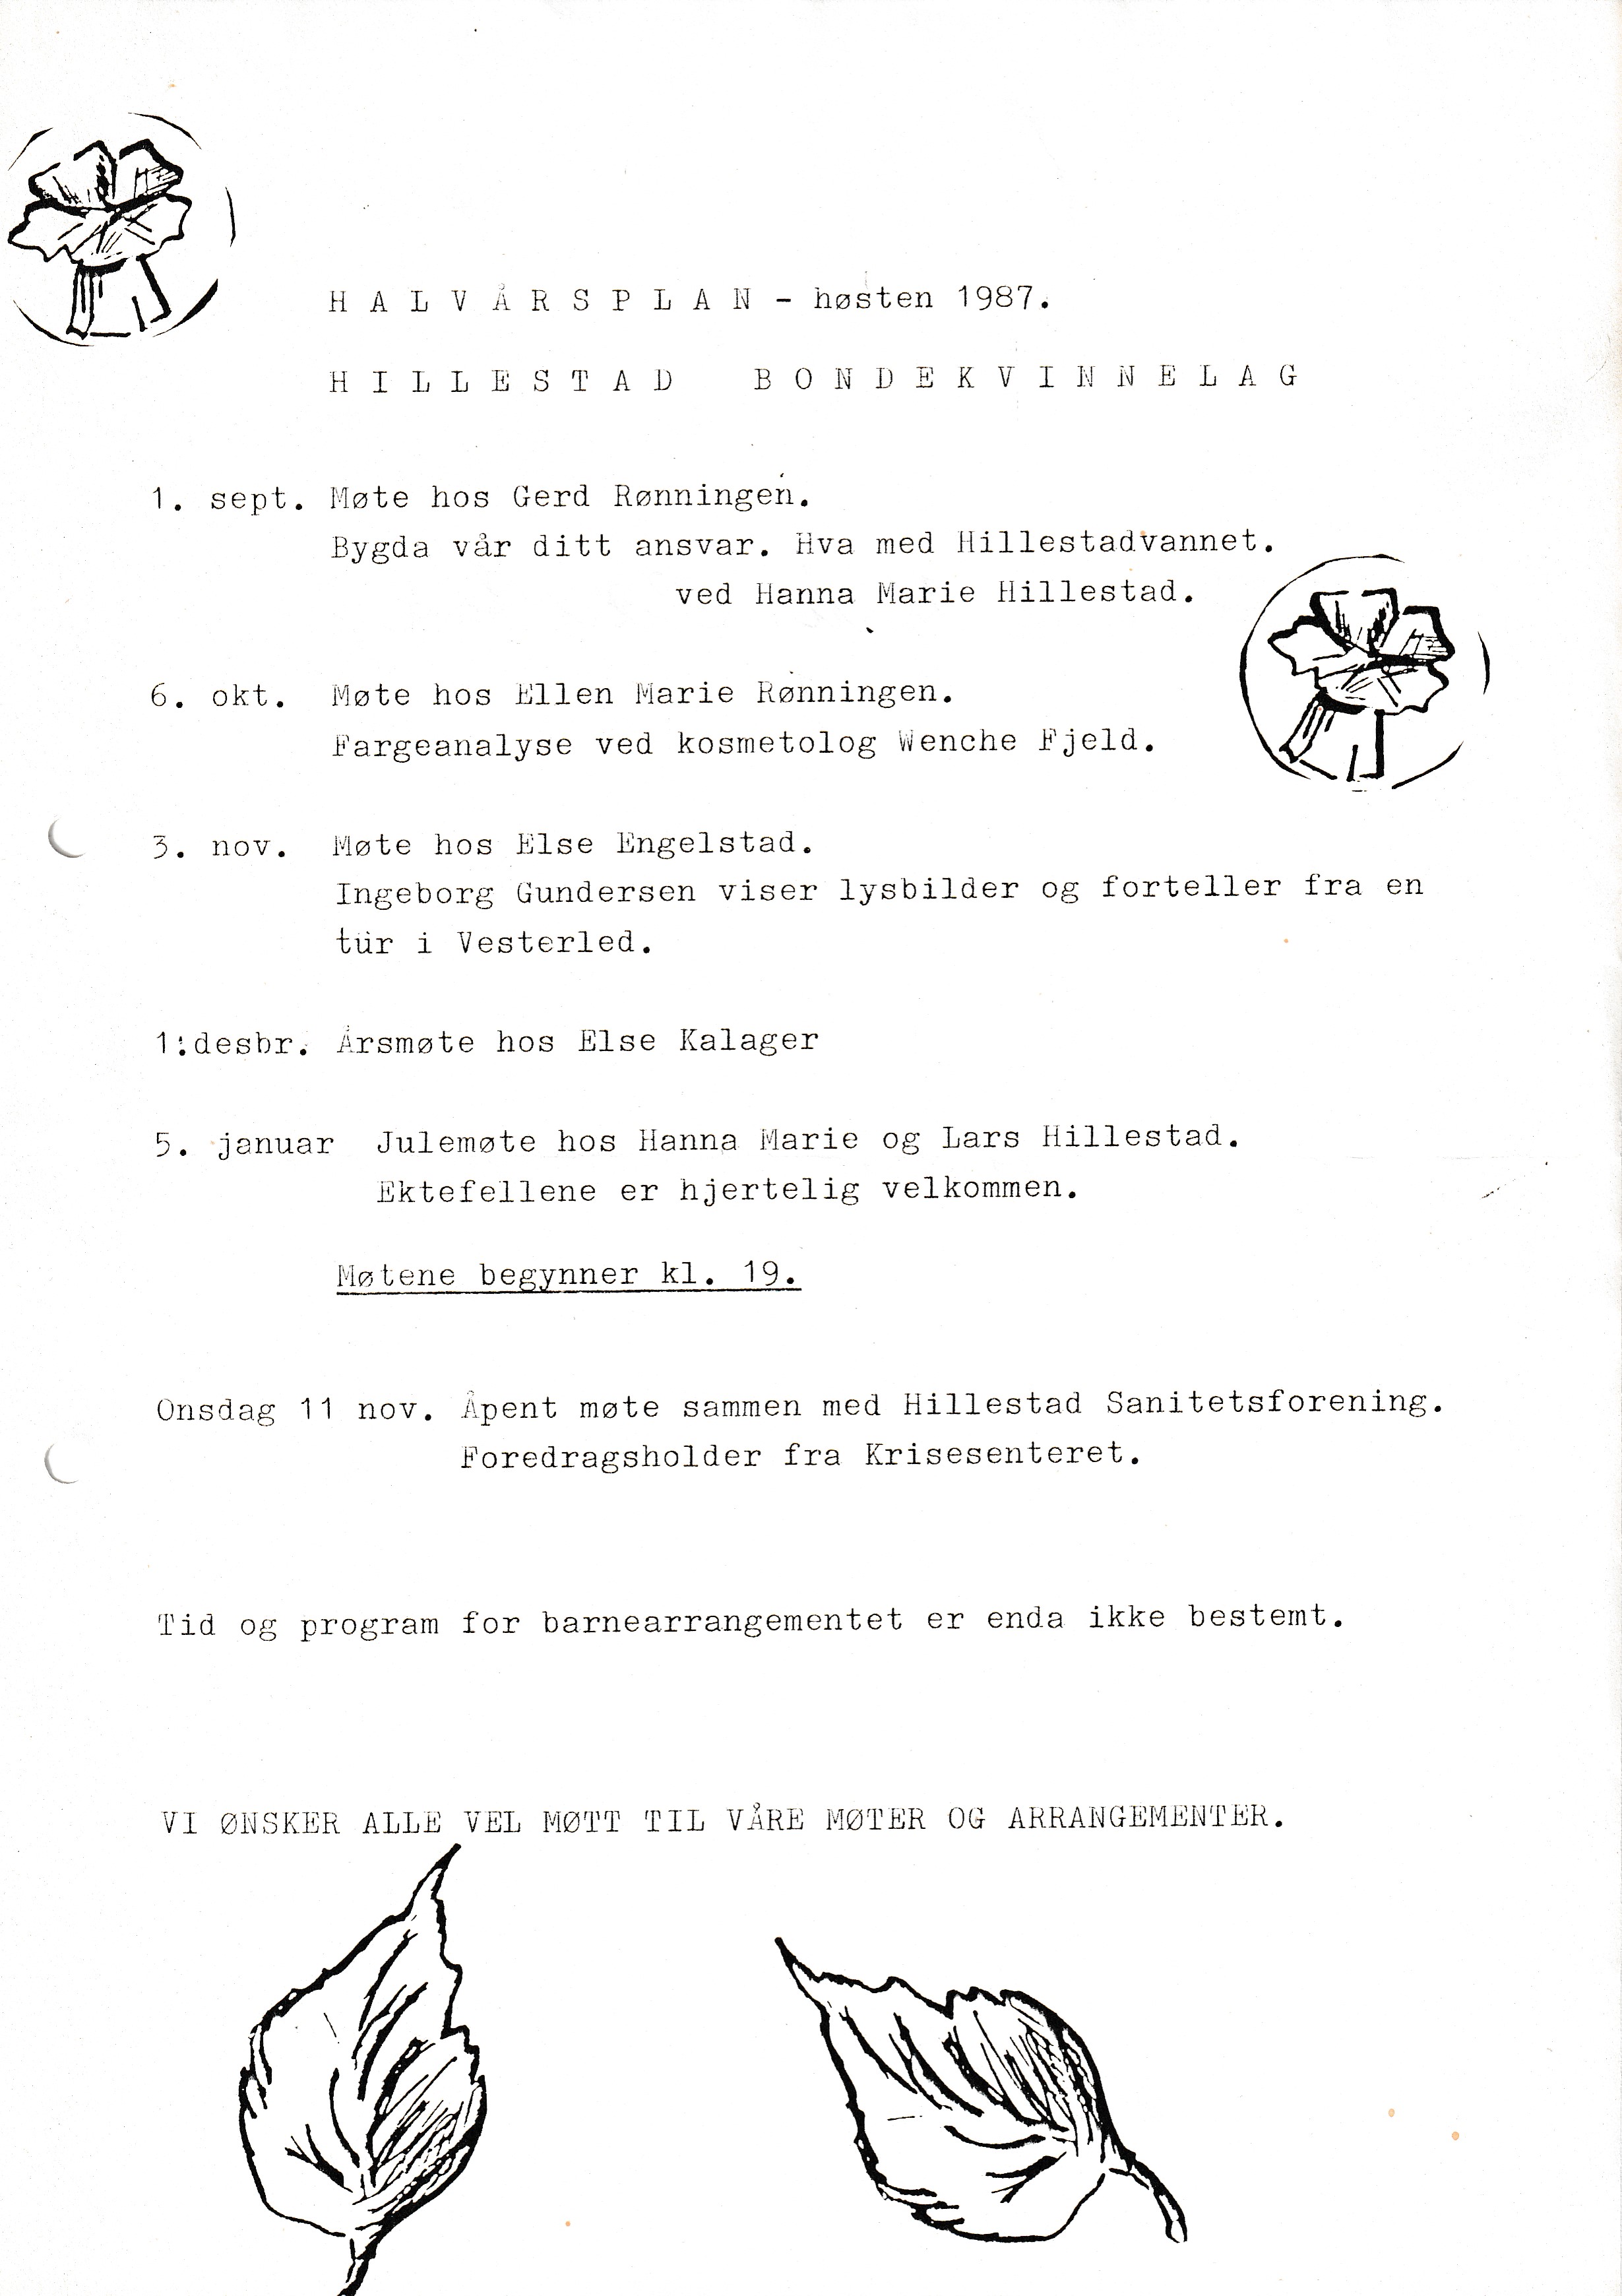 H A L V Å R S P L A N - høsten 1987.
H I L L E S T A D   B O N D E K V I N N E L A G
1. sept. Møte hos Gerd Rønningen.
Bygda vår ditt ansvar. Hva med Hillestadvannet.
ved Hanna Marie Hillestad.
6. okt. Møte hos Ellen Marie Rønningen.
Fargeanalyse ved kosmetolog Wenche Fjeld.
3. nov. Møte hos Else Engelstad.
Ingeborg Gundersen viser lysbilder og forteller fra en
tur i Vesterled.
1.desbr. Årsmøte hos Else Kalager
5. januar Julemøte hos Hanna Marie og Lars Hillestad.
Ektefellene er hjertelig velkommen.
Møtene begynner kl. 19.
Onsdag 11 nov. Åpent møte sammen med Hillestad Sanitetsforening.
Foredragsholder fra Krisesenteret.
Tid og program for barnearrangementet er enda ikke bestemt.
VI ØNSKER ALLE VEL MØTT TIL VÅRE MØTER OG ARRANGEMENTER.